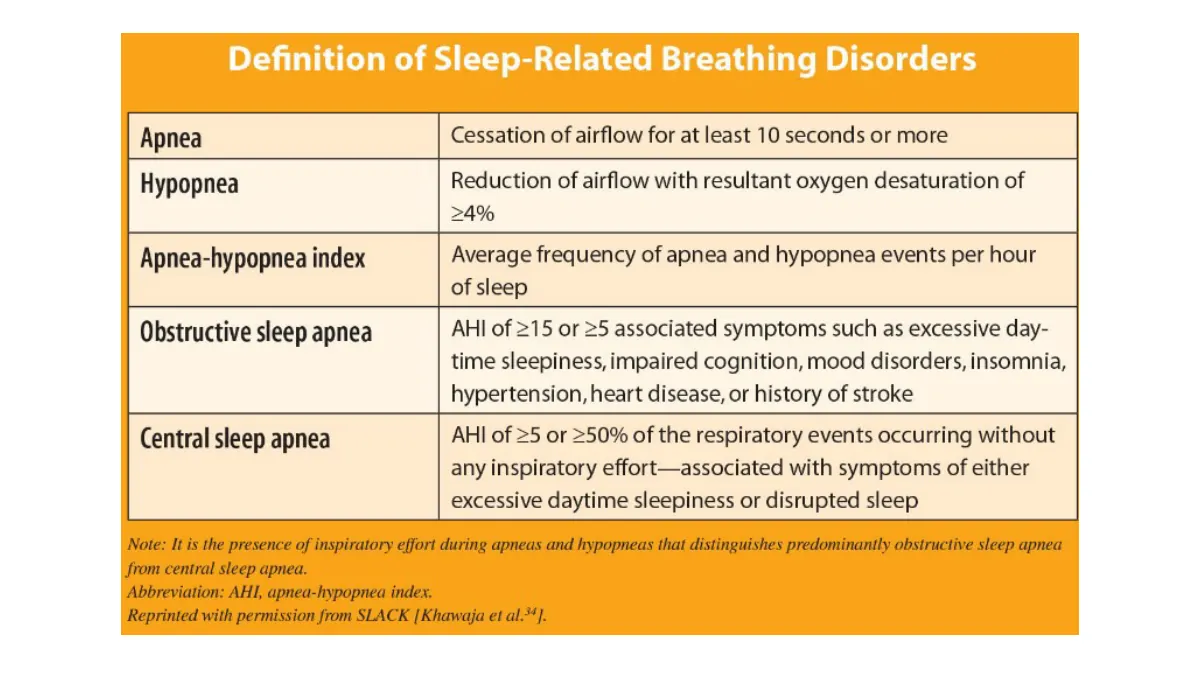 Definition of Sleep-Related Breathing Disorders
Apnea
Cessation of airflow for at least 10 seconds or more
Hypopnea
Reduction of airflow with resultant oxygen desaturation of
≥4%
Apnea-hypopnea index
Average frequency of apnea and hypopnea events per hour
of sleep
Obstructive sleep apnea
AHI of ≥15 or ≥5 associated symptoms such as excessive day-
time sleepiness, impaired cognition, mood disorders, insomnia,
hypertension, heart disease, or history of stroke
Central sleep apnea
AHI of ≥5 or ≥50% of the respiratory events occurring without
any inspiratory effort—associated with symptoms of either
excessive daytime sleepiness or disrupted sleep
Note: It is the presence of inspiratory effort during apneas and hypopneas that distinguishes predominantly obstructive sleep apnea
from central sleep apnea.
Abbreviation: AHI, apnea-hypopnea index.
Reprinted with permission from SLACK [Khawaja et al.³⁴].